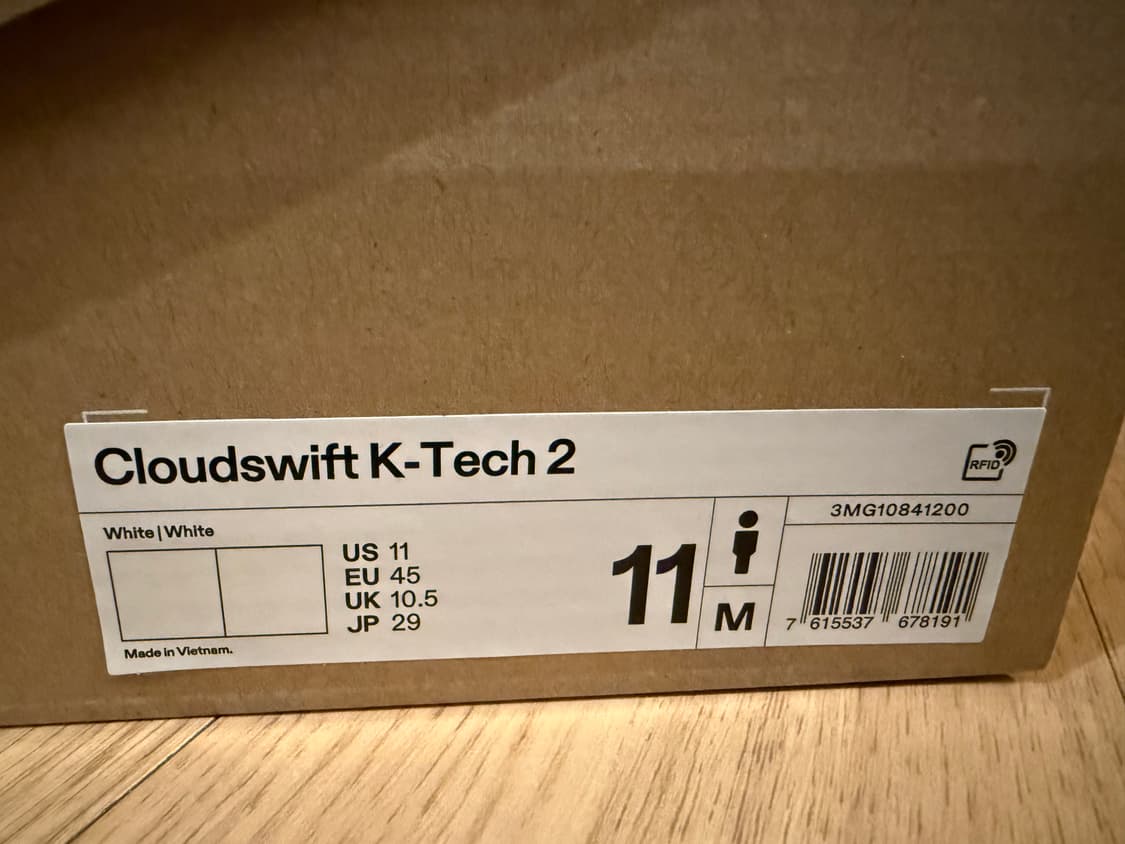 Cloudswift K-Tech 2
RFID
White | White
US 11
EU 45
UK 10.5
JP 29
Made in Vietnam.
11
M
3MG10841200
7 615537 678191